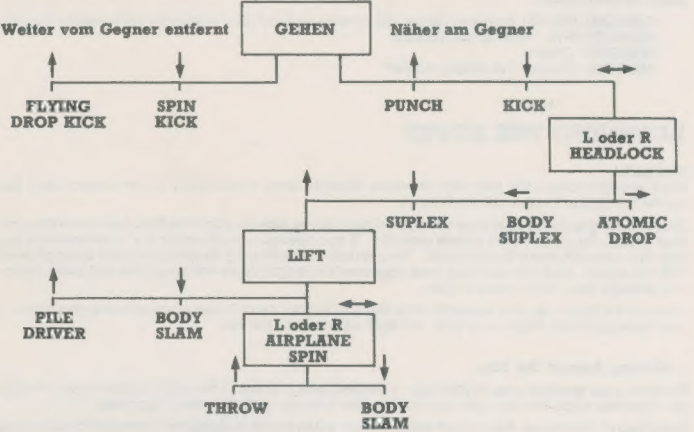 Weiter vom Gegner entfernt
GEHEN
Näher am Gegner
FLYING
DROP KICK
SPIN
KICK
PUNCH
KICK
L oder R
HEADLOCK
SUPLEX
BODY
SUPLEX
ATOMIC
DROP
LIFT
PILE
DRIVER
BODY
SLAM
L oder R
AIRPLANE
SPIN
THROW
BODY
SLAM